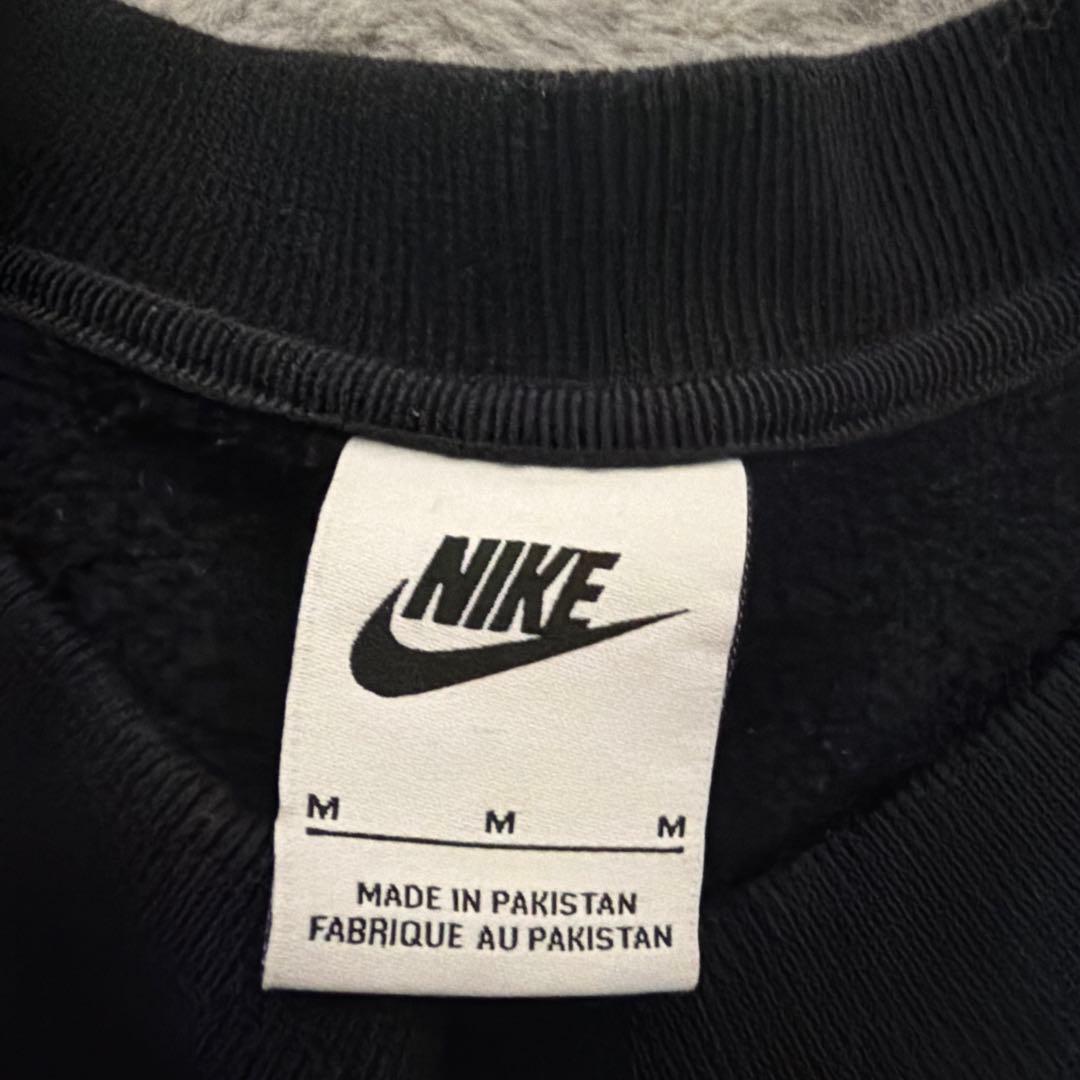 NIKE
M M M
MADE IN PAKISTAN
FABRIQUE AU PAKISTAN